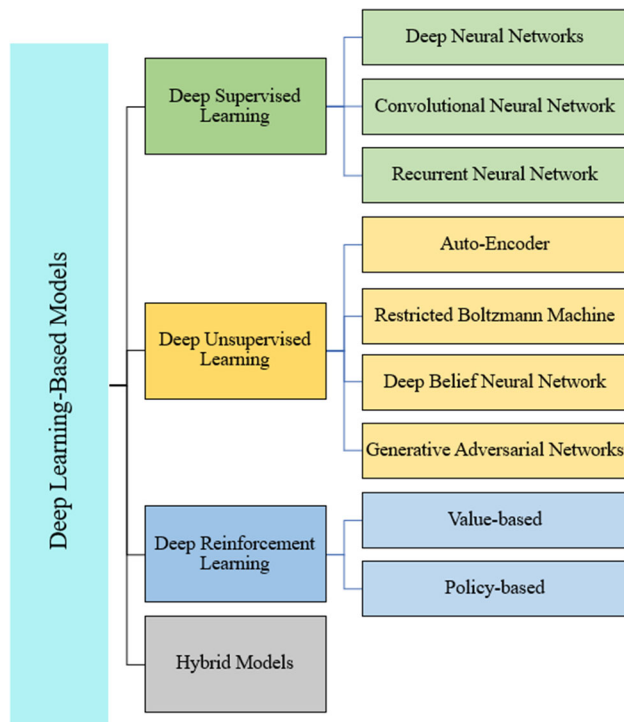 Deep Learning-Based Models
Deep Supervised
Learning
Deep Neural Networks
Convolutional Neural Network
Recurrent Neural Network
Deep Unsupervised
Learning
Auto-Encoder
Restricted Boltzmann Machine
Deep Belief Neural Network
Generative Adversarial Networks
Deep Reinforcement
Learning
Value-based
Policy-based
Hybrid Models